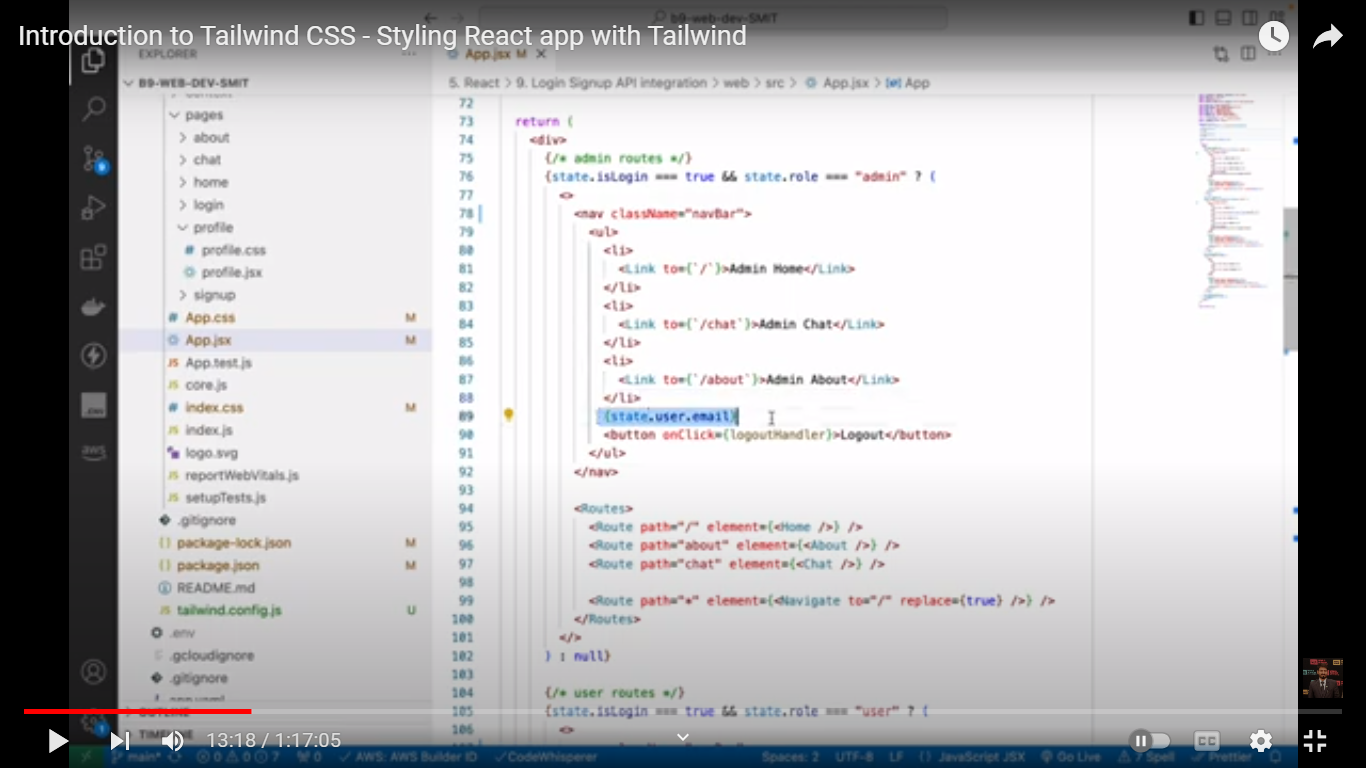 Introduction to Tailwind CSS - Styling React app with Tailwind
b9-web-dev-SMIT
EXPLORER
B9-WEB-DEV-SMIT
context
pages
about
chat
home
login
profile
# profile.css
profile.jsx
signup
# App.css M
App.jsx M
JS App.test.js
JS core.js
# index.css M
JS index.js
logo.svg
JS reportWebVitals.js
JS setupTests.js
.gitignore
{} package-lock.json M
{} package.json M
README.md
JS tailwind.config.js U
.env
.gcloudignore
.gitignore
app.yaml
OUTLINE
TIMELINE
aws
App.jsx M ×
5. React > 9. Login Signup API integration > web > src > App.jsx > App
72
73 return (
74 <div>
75 {/* admin routes */}
76 {state.isLogin === true && state.role === "admin" ? (
77 <>
78 <nav className="navBar">
79 <ul>
80 <li>
81 <Link to={`/`}>Admin Home</Link>
82 </li>
83 <li>
84 <Link to={`/chat`}>Admin Chat</Link>
85 </li>
86 <li>
87 <Link to={`/about`}>Admin About</Link>
88 </li>
89 {state.user.email}
90 <button onClick={logoutHandler}>Logout</button>
91 </ul>
92 </nav>
93
94 <Routes>
95 <Route path="/" element={<Home />} />
96 <Route path="about" element={<About />} />
97 <Route path="chat" element={<Chat />} />
98
99 <Route path="*" element={<Navigate to="/" replace={true} />} />
100 </Routes>
101 </>
102 ) : null}
103
104 {/* user routes */}
105 {state.isLogin === true && state.role === "user" ? (
106 <>
13:18 / 1:17:05
CC
main* 0 0 7 0 AWS: AWS Builder ID CodeWhisperer Spaces: 2 UTF-8 LF {} JavaScript JSX Go Live 7 Spell Prettier